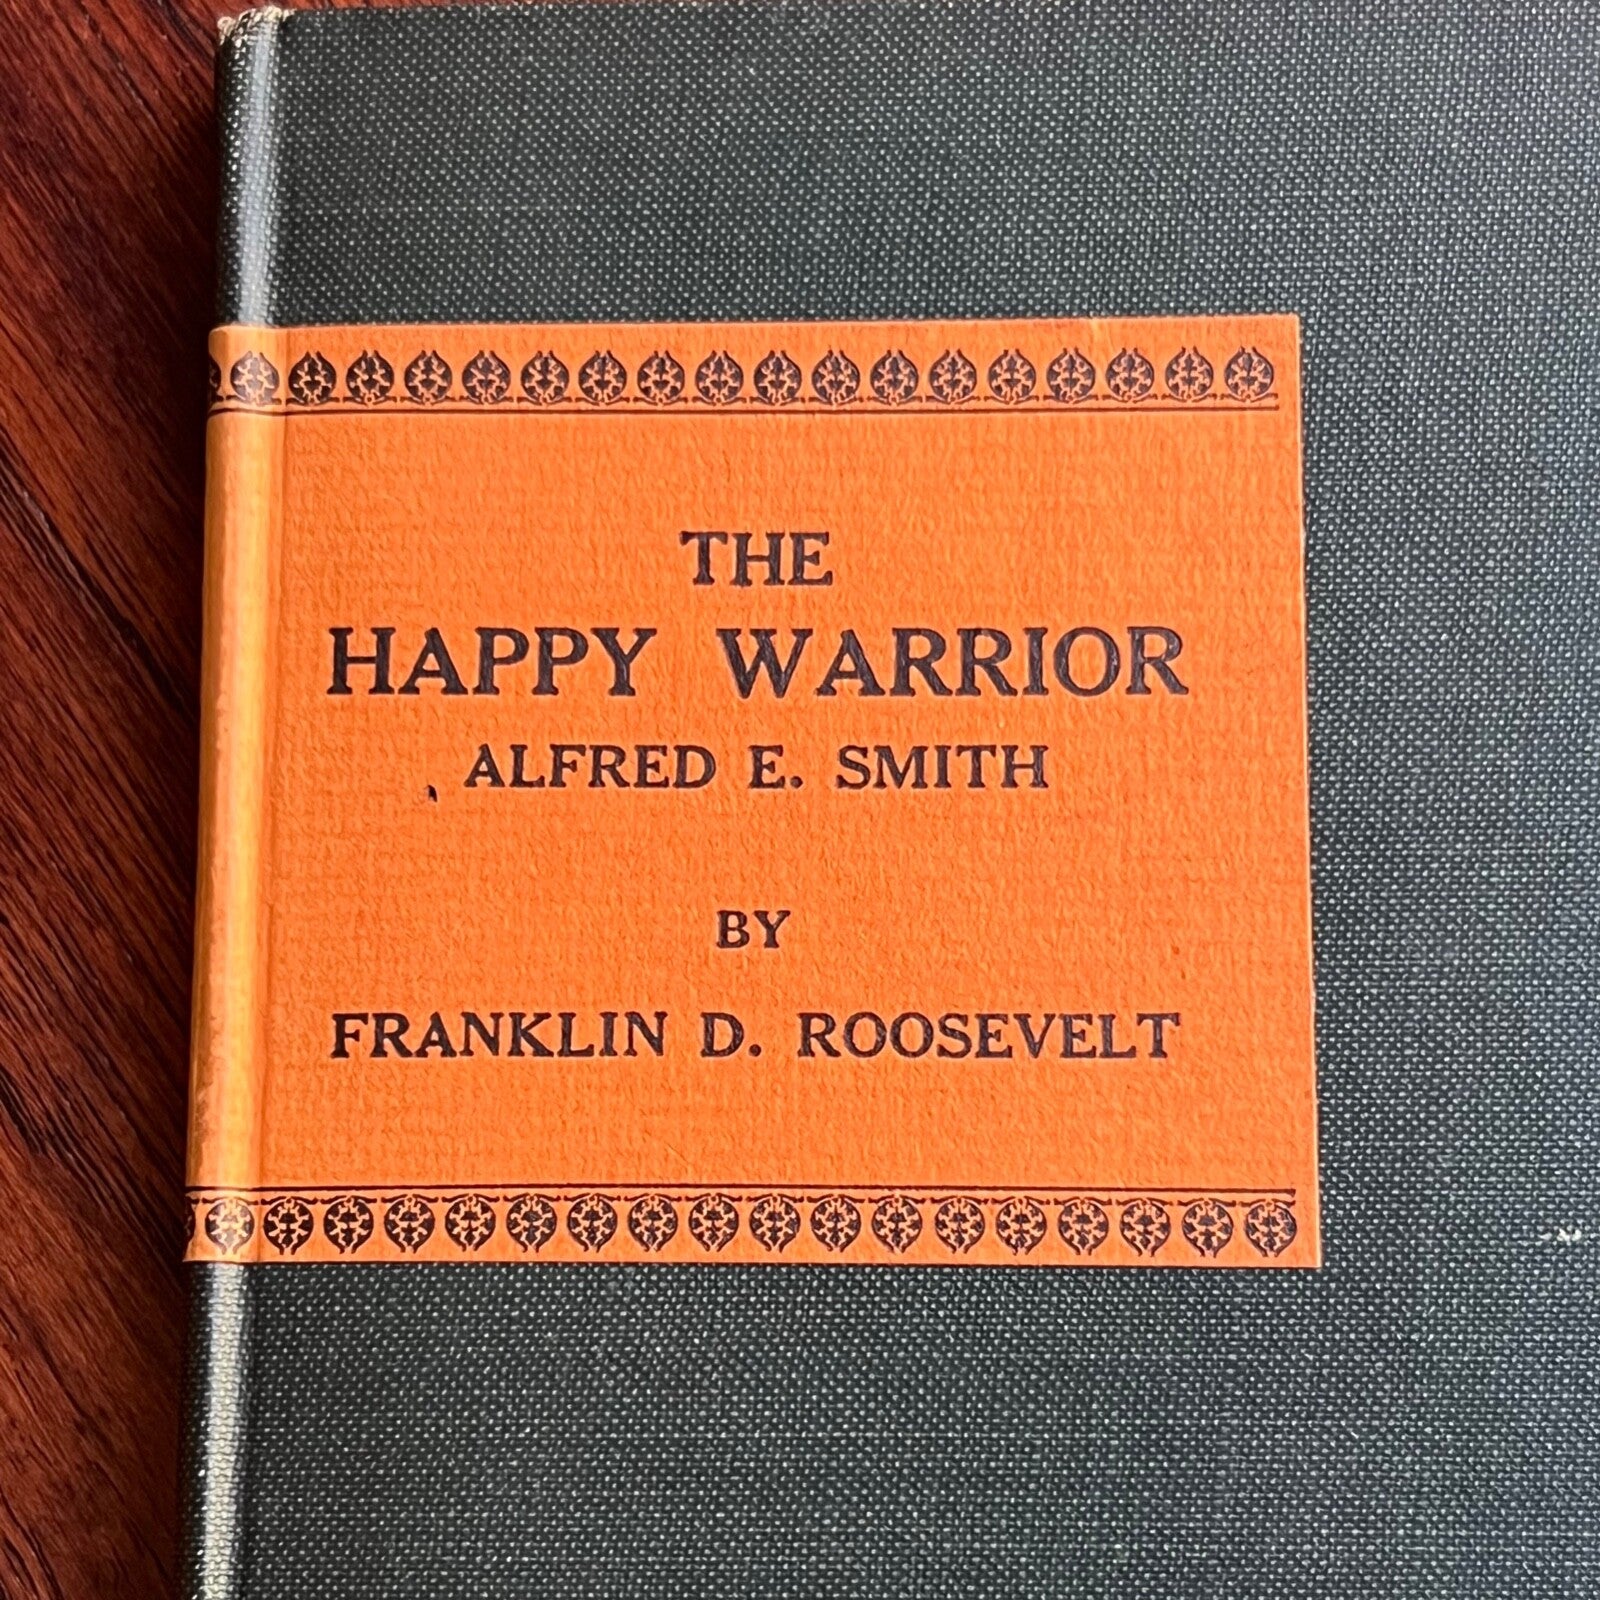 THE
HAPPY WARRIOR
ALFRED E. SMITH
BY
FRANKLIN D. ROOSEVELT